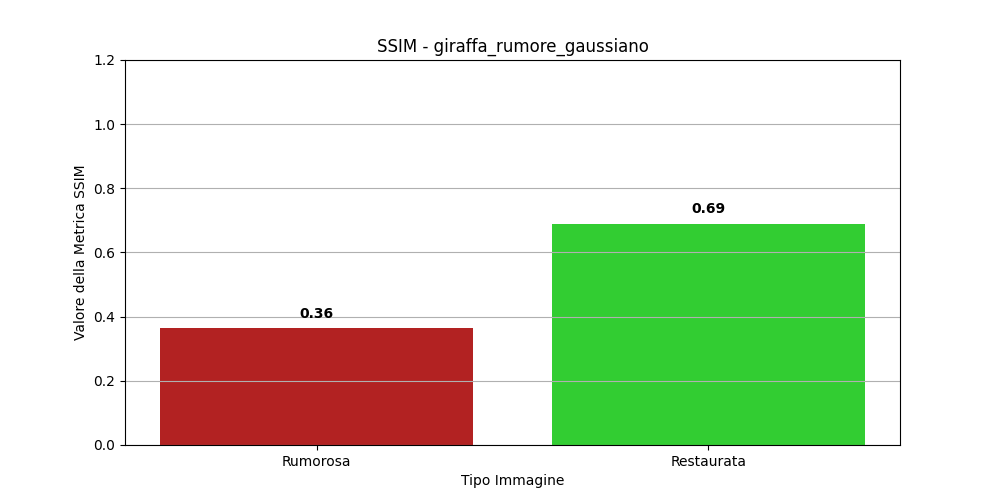 SSIM - giraffa_rumore_gaussiano
Valore della Metrica SSIM
1.2
1.0
0.8
0.6
0.4
0.2
0.0
0.36
0.69
Rumorosa
Restaurata
Tipo Immagine